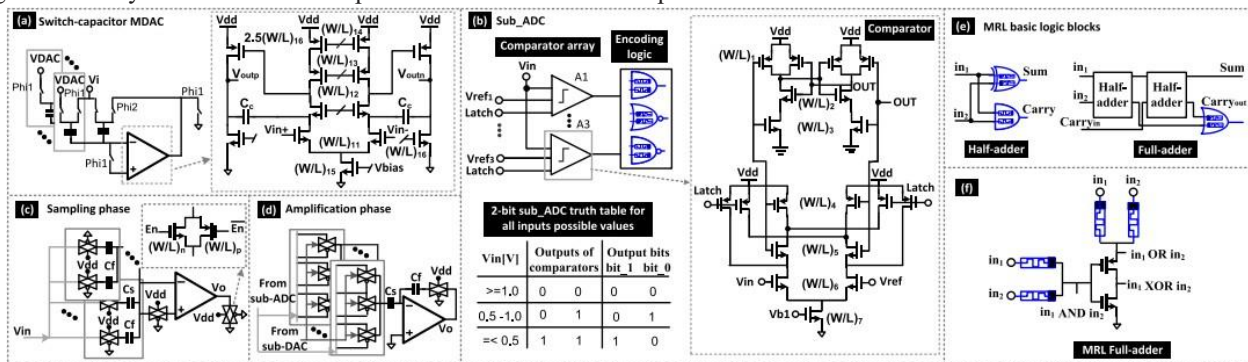 (a) Switch-capacitor MDAC
VDAC
VDAC
Vi
Phi1
Phi1
Phi2
Phi1
Phi1
Vdd
Vdd
Vdd
Vdd
2.5(W/L)16
(W/L)14
(W/L)13
(W/L)12
Voutp
Voutn
Cc
Cc
Vin+
Vin-
(W/L)11
(W/L)16
(W/L)15
Vbias
(b) Sub_ADC
Comparator array
Encoding
logic
Vin
A1
Vref1
Latch
A3
Vref3
Latch
2-bit sub_ADC truth table for
all inputs possible values
Vin[V] Outputs of comparators Output bits bit_1 bit_0
>=1.0 0 0 0 0
0.5 -1.0 0 1 0 1
=< 0.5 1 1 1 0
Comparator
Vdd
Vdd
(W/L)1
OUT
OUT
(W/L)2
(W/L)3
Vdd
Vdd
Latch
Latch
(W/L)4
(W/L)5
Vin
(W/L)6
Vref
Vb1
(W/L)7
(c) Sampling phase
En
En
(W/L)n
(W/L)p
Vdd
Cf
Cs
Vdd
Cf
Vo
Vdd
Vin
(d) Amplification phase
Vdd
Cf
Cs
From
sub-ADC
From
sub-DAC
Vo
(e) MRL basic logic blocks
in1
Sum
in2
Carry
Half-adder
in1
Sum
in2
Half-
adder
Half-
adder
Carryin
Carryout
Full-adder
(f)
in1
in2
in1
in2
in1 OR in2
in1 XOR in2
in1 AND in2
MRL Full-adder